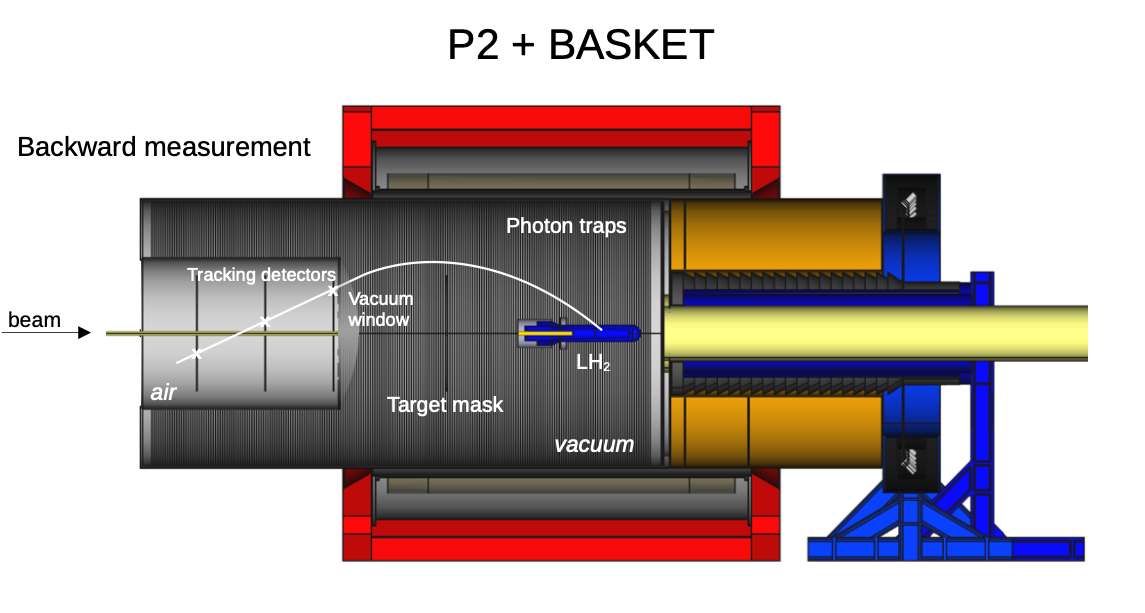 P2 + BASKET
Backward measurement
Photon traps
Tracking detectors
Vacuum
window
beam
LH₂
air
Target mask
vacuum